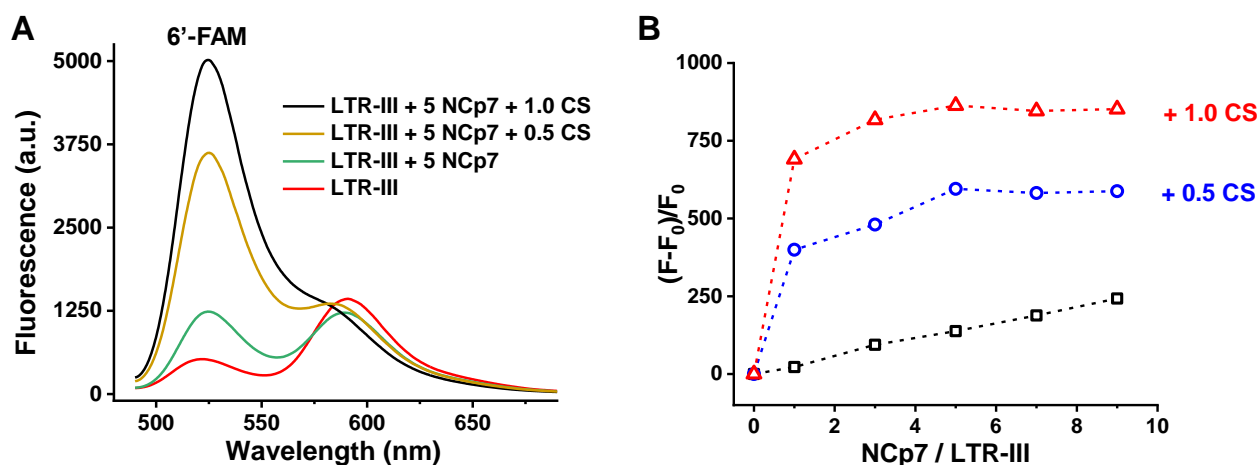 A
6’-FAM
5000
3750
2500
1250
0
Fluorescence (a.u.)
LTR-III + 5 NCp7 + 1.0 CS
LTR-III + 5 NCp7 + 0.5 CS
LTR-III + 5 NCp7
LTR-III
500 550 600 650
Wavelength (nm)
B
1000
750
500
250
0
(F-F0)/F0
+ 1.0 CS
+ 0.5 CS
0 2 4 6 8 10
NCp7 / LTR-III